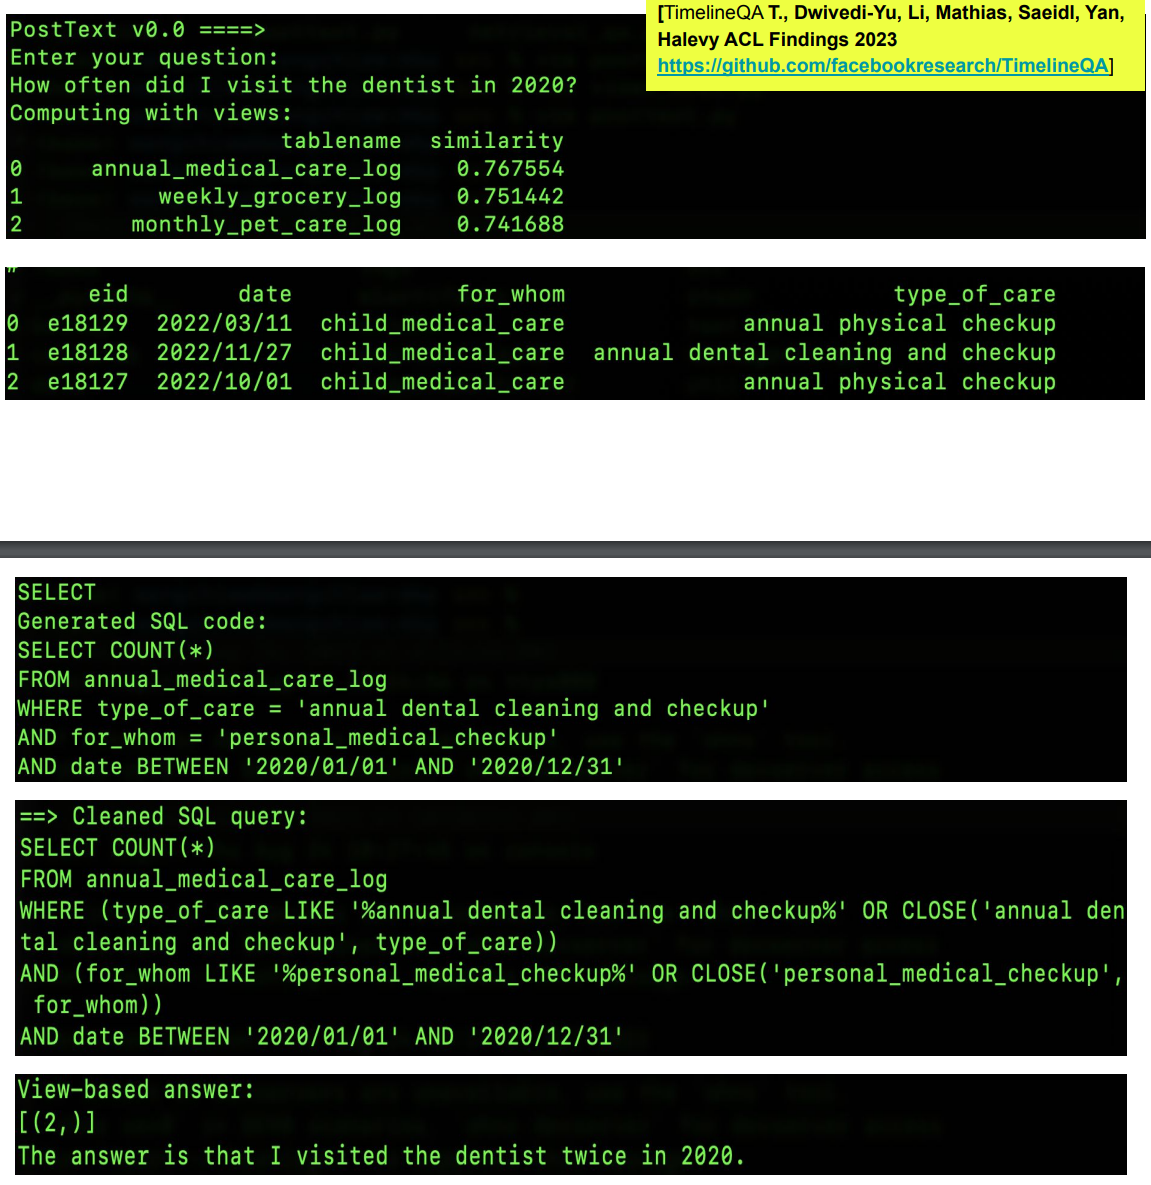 [TimelineQA T., Dwivedi-Yu, Li, Mathias, Saeidl, Yan,
Halevy ACL Findings 2023
https://github.com/facebookresearch/TimelineQA]
PostText v0.0 ====>
Enter your question:
How often did I visit the dentist in 2020?
Computing with views:
tablename similarity
0 annual_medical_care_log 0.767554
1 weekly_grocery_log 0.751442
2 monthly_pet_care_log 0.741688
eid date for_whom type_of_care
0 e18129 2022/03/11 child_medical_care annual physical checkup
1 e18128 2022/11/27 child_medical_care annual dental cleaning and checkup
2 e18127 2022/10/01 child_medical_care annual physical checkup
SELECT
Generated SQL code:
SELECT COUNT(*)
FROM annual_medical_care_log
WHERE type_of_care = 'annual dental cleaning and checkup'
AND for_whom = 'personal_medical_checkup'
AND date BETWEEN '2020/01/01' AND '2020/12/31'
==> Cleaned SQL query:
SELECT COUNT(*)
FROM annual_medical_care_log
WHERE (type_of_care LIKE '%annual dental cleaning and checkup%' OR CLOSE('annual den
tal cleaning and checkup', type_of_care))
AND (for_whom LIKE '%personal_medical_checkup%' OR CLOSE('personal_medical_checkup',
for_whom))
AND date BETWEEN '2020/01/01' AND '2020/12/31'
View-based answer:
[(2,)]
The answer is that I visited the dentist twice in 2020.